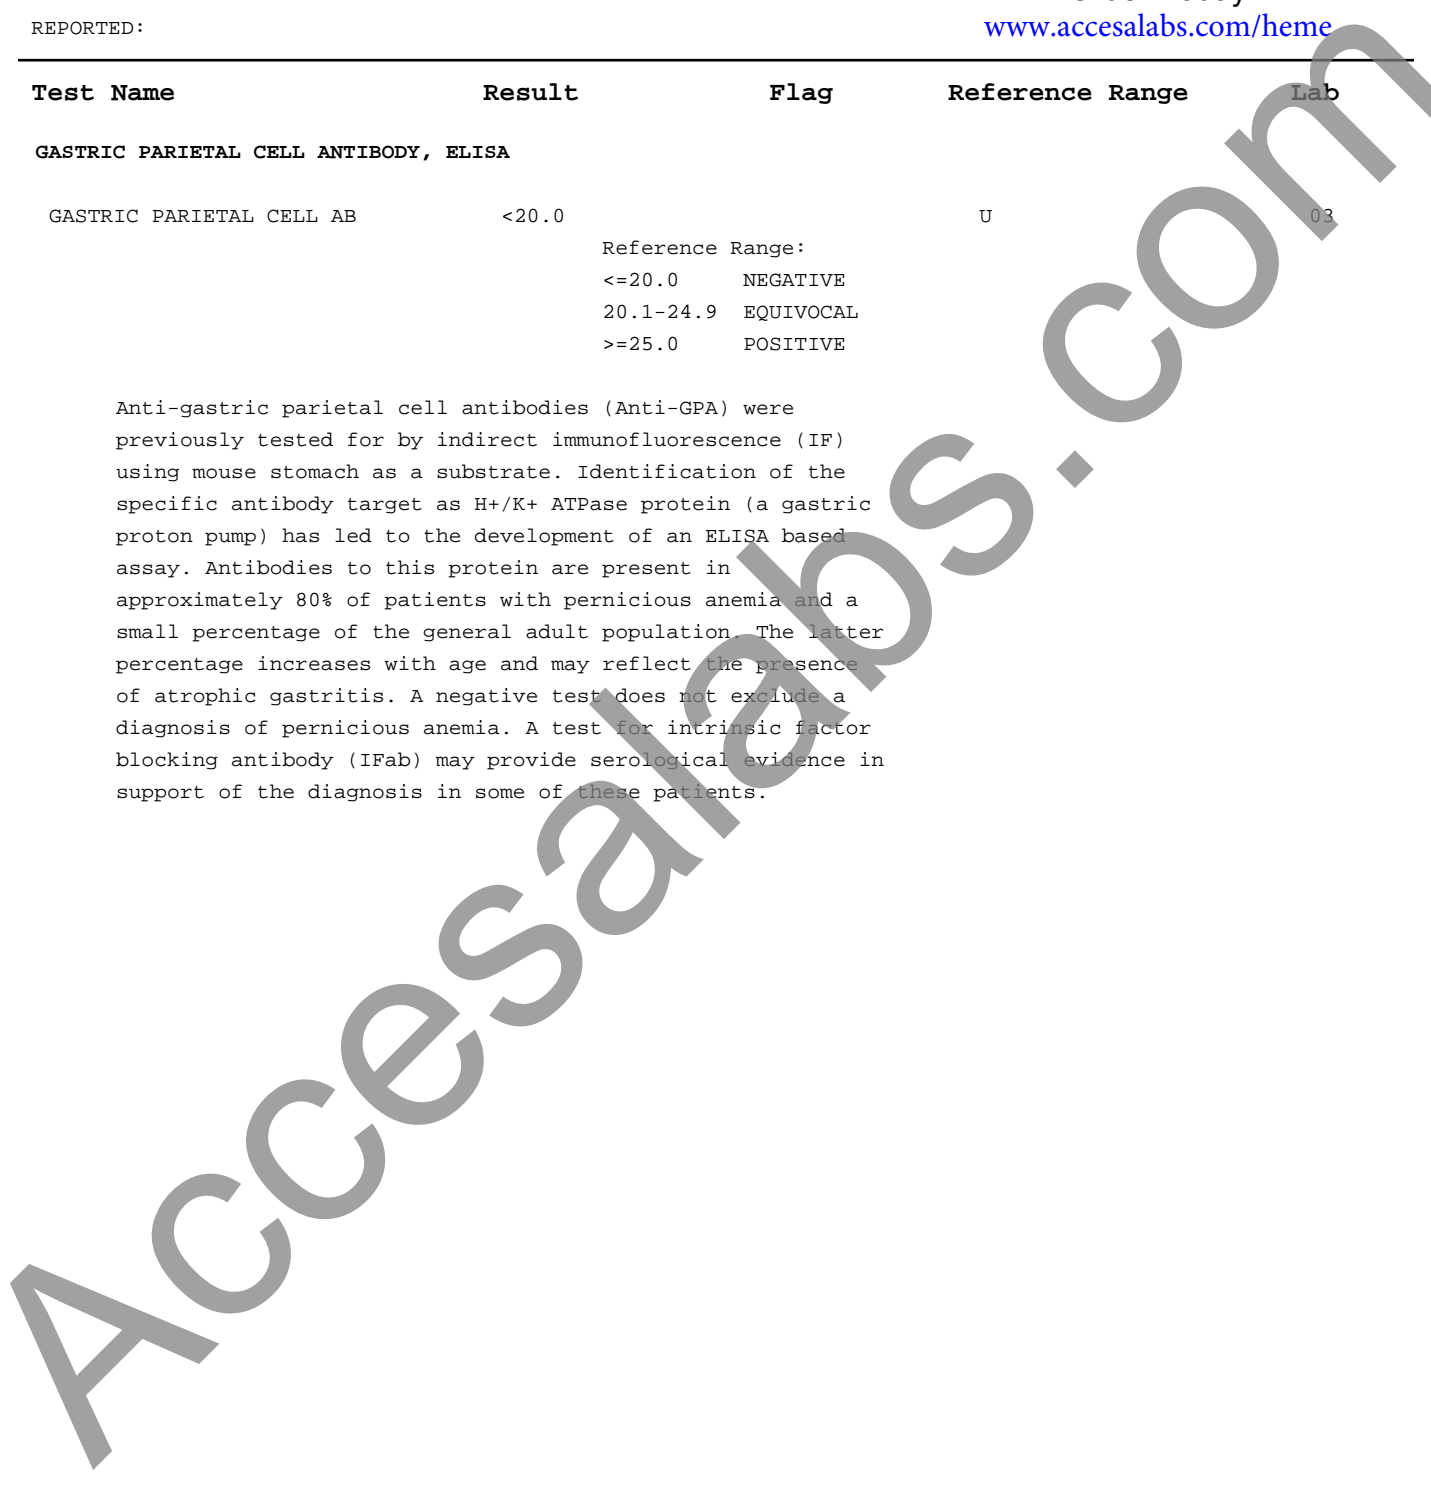 REPORTED:
www.accesalabs.com/heme
Test Name Result Flag Reference Range Lab
GASTRIC PARIETAL CELL ANTIBODY, ELISA
GASTRIC PARIETAL CELL AB <20.0 U 03
Reference Range:
<=20.0 NEGATIVE
20.1-24.9 EQUIVOCAL
>=25.0 POSITIVE
Anti-gastric parietal cell antibodies (Anti-GPA) were
previously tested for by indirect immunofluorescence (IF)
using mouse stomach as a substrate. Identification of the
specific antibody target as H+/K+ ATPase protein (a gastric
proton pump) has led to the development of an ELISA based
assay. Antibodies to this protein are present in
approximately 80% of patients with pernicious anemia and a
small percentage of the general adult population. The latter
percentage increases with age and may reflect the presence
of atrophic gastritis. A negative test does not exclude a
diagnosis of pernicious anemia. A test for intrinsic factor
blocking antibody (IFab) may provide serological evidence in
support of the diagnosis in some of these patients.
Accesalabs.com